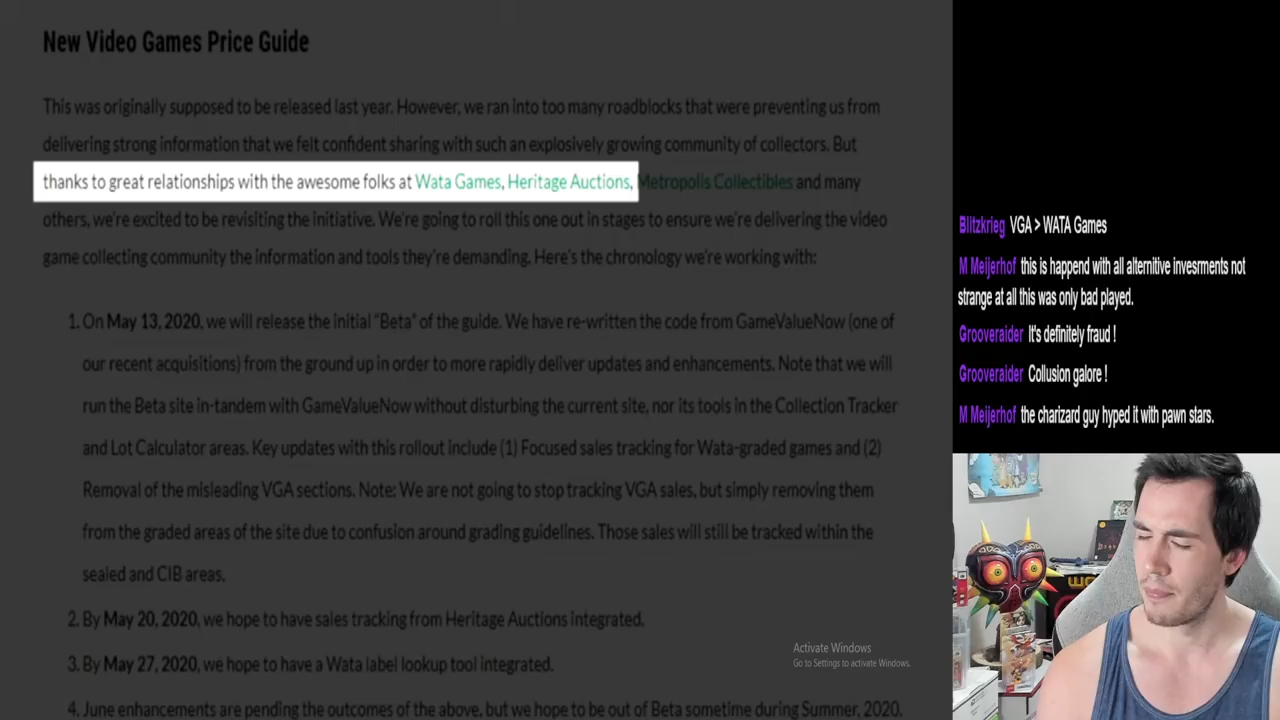 New Video Games Price Guide
This was originally supposed to be released last year. However, we ran into too many roadblocks that were preventing us from
delivering strong information that we felt confident sharing with such an explosively growing community of collectors. But
thanks to great relationships with the awesome folks at Wata Games, Heritage Auctions, Metropolis Collectibles and many
others, we're excited to be revisiting the initiative. We're going to roll this one out in stages to ensure we're delivering the video
game collecting community the information and tools they're demanding. Here's the chronology we're working with:
1. On May 13, 2020, we will release the initial "Beta" of the guide. We have re-written the code from GameValueNow (one of
our recent acquisitions) from the ground up in order to more rapidly deliver updates and enhancements. Note that we will
run the Beta site in-tandem with GameValueNow without disturbing the current site, nor its tools in the Collection Tracker
and Lot Calculator areas. Key updates with this rollout include (1) Focused sales tracking for Wata-graded games and (2)
Removal of the misleading VGA sections. Note: We are not going to stop tracking VGA sales, but simply removing them
from the graded areas of the site due to confusion around grading guidelines. Those sales will still be tracked within the
sealed and CIB areas.
2. By May 20, 2020, we hope to have sales tracking from Heritage Auctions integrated.
3. By May 27, 2020, we hope to have a Wata label lookup tool integrated.
4. June enhancements are pending the outcomes of the above, but we hope to be out of Beta sometime during Summer, 2020.
Blitzkrieg VGA > WATA Games
M Meijerhof this is happend with all alternitive invesrments not
strange at all this was only bad played.
Grooveraider It's definitely fraud !
Grooveraider Collusion galore !
M Meijerhof the charizard guy hyped it with pawn stars.
Activate Windows
Go to Settings to activate Windows.